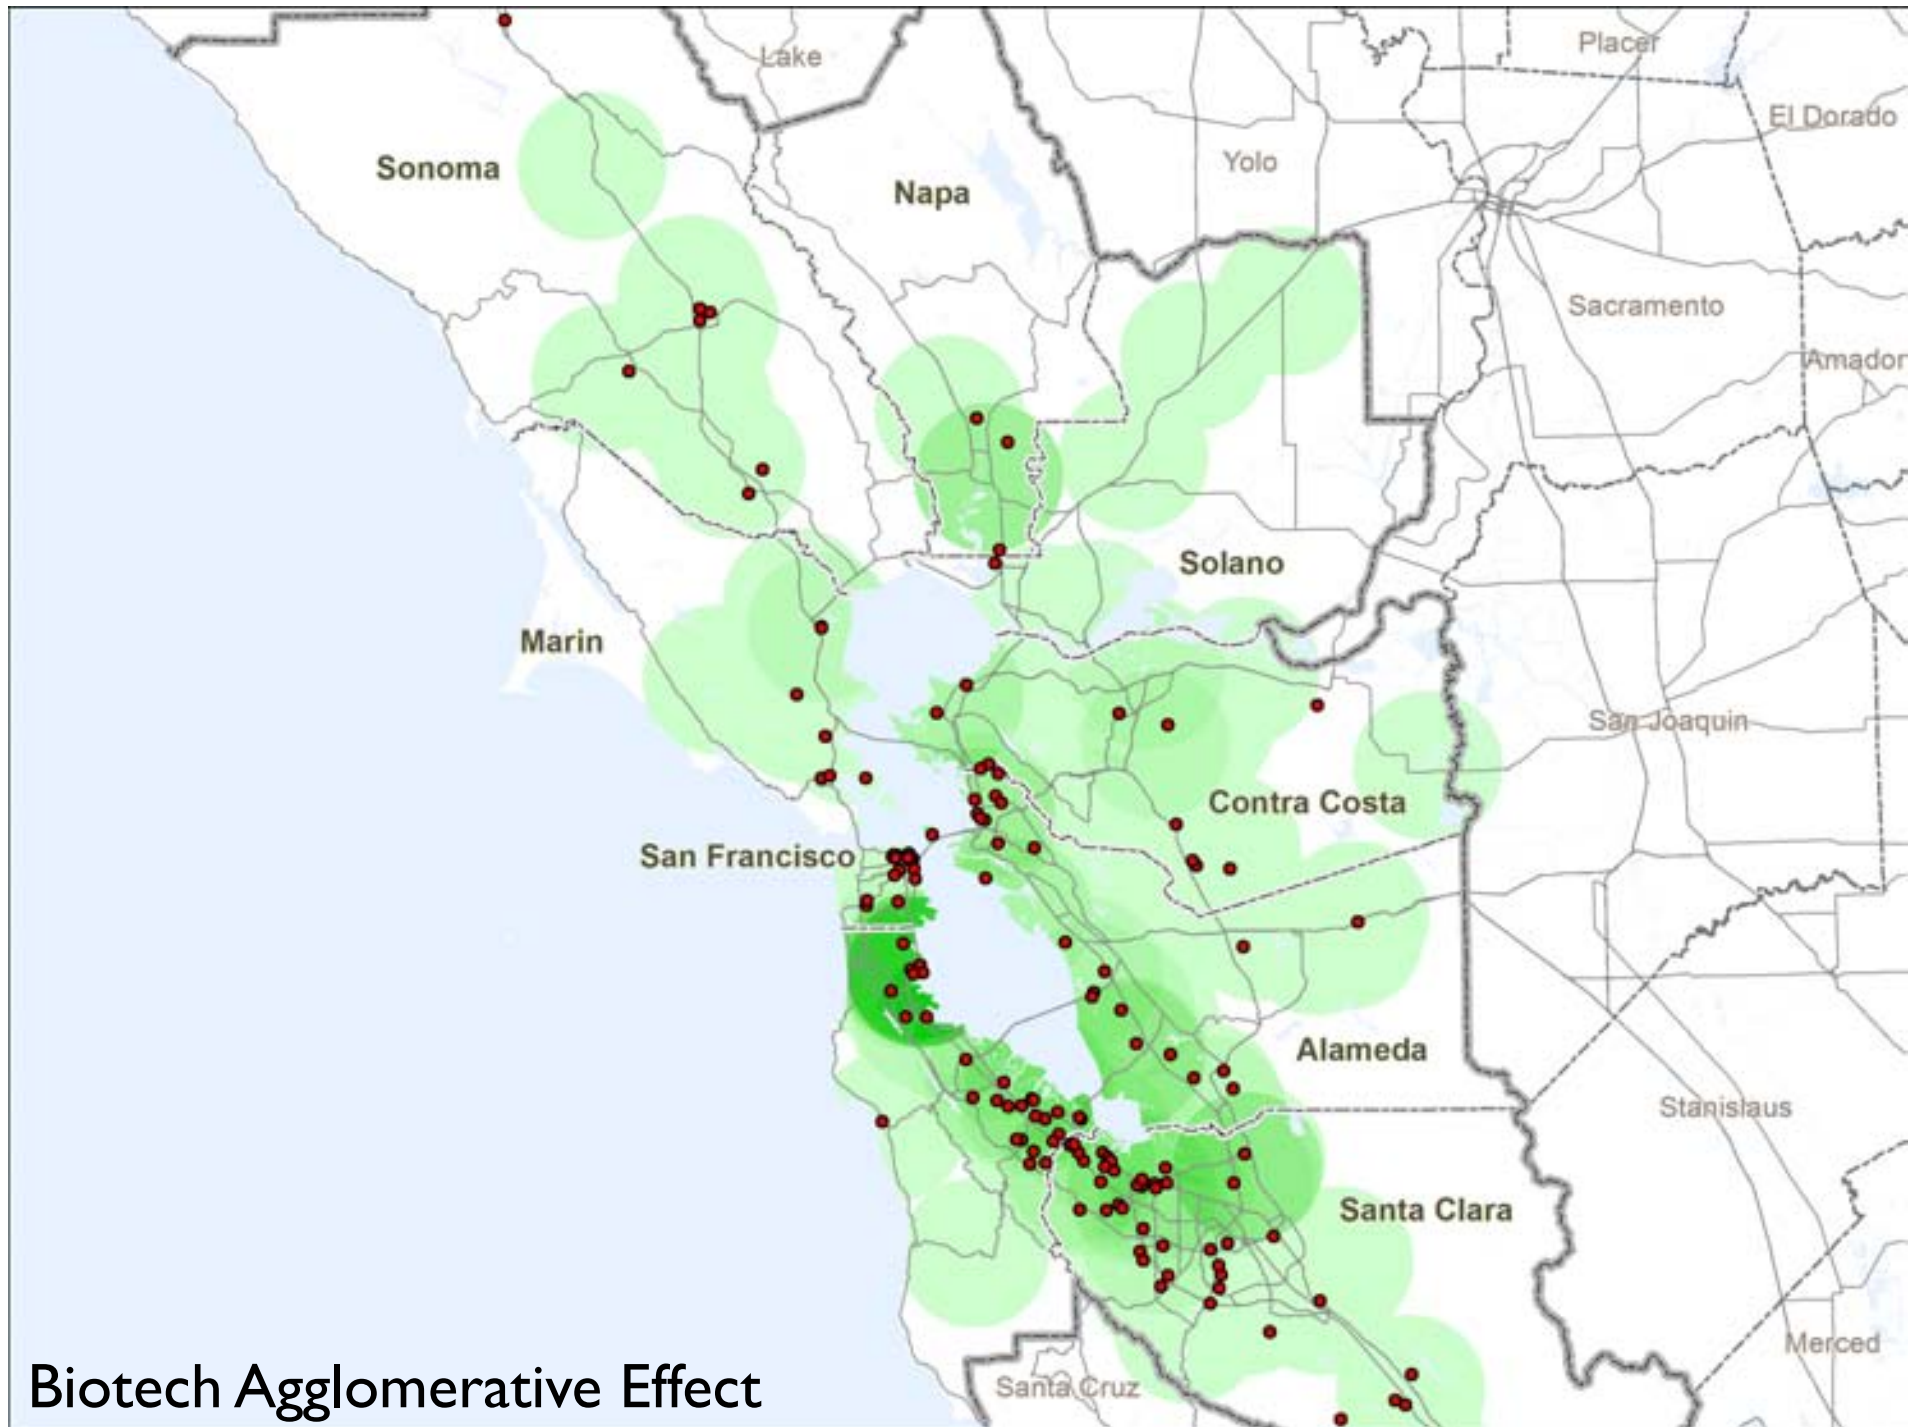 Lake
Placer
El Dorado
Sonoma
Napa
Yolo
Sacramento
Amador
Solano
Marin
San Joaquin
Contra Costa
San Francisco
Alameda
Stanislaus
Santa Clara
Merced
Santa Cruz
Biotech Agglomerative Effect